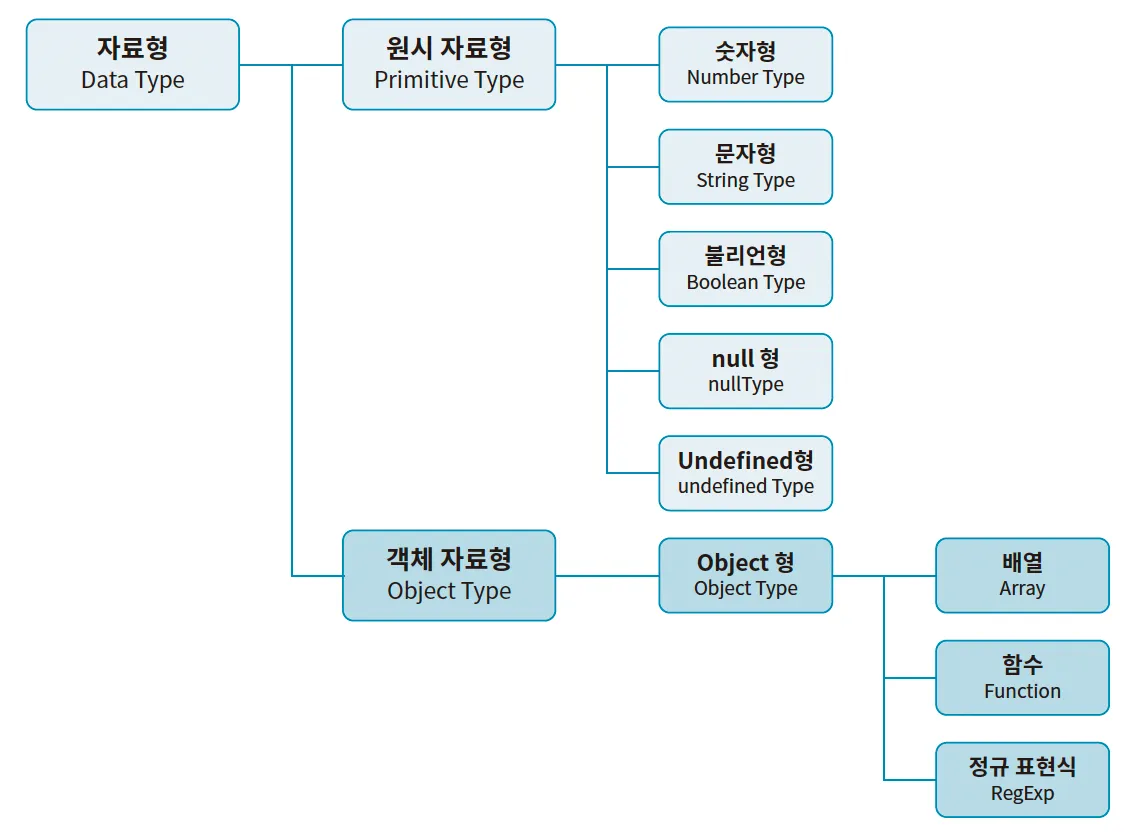 자료형
Data Type
원시 자료형
Primitive Type
숫자형
Number Type
문자형
String Type
불리언형
Boolean Type
null 형
nullType
Undefined형
undefined Type
객체 자료형
Object Type
Object 형
Object Type
배열
Array
함수
Function
정규 표현식
RegExp